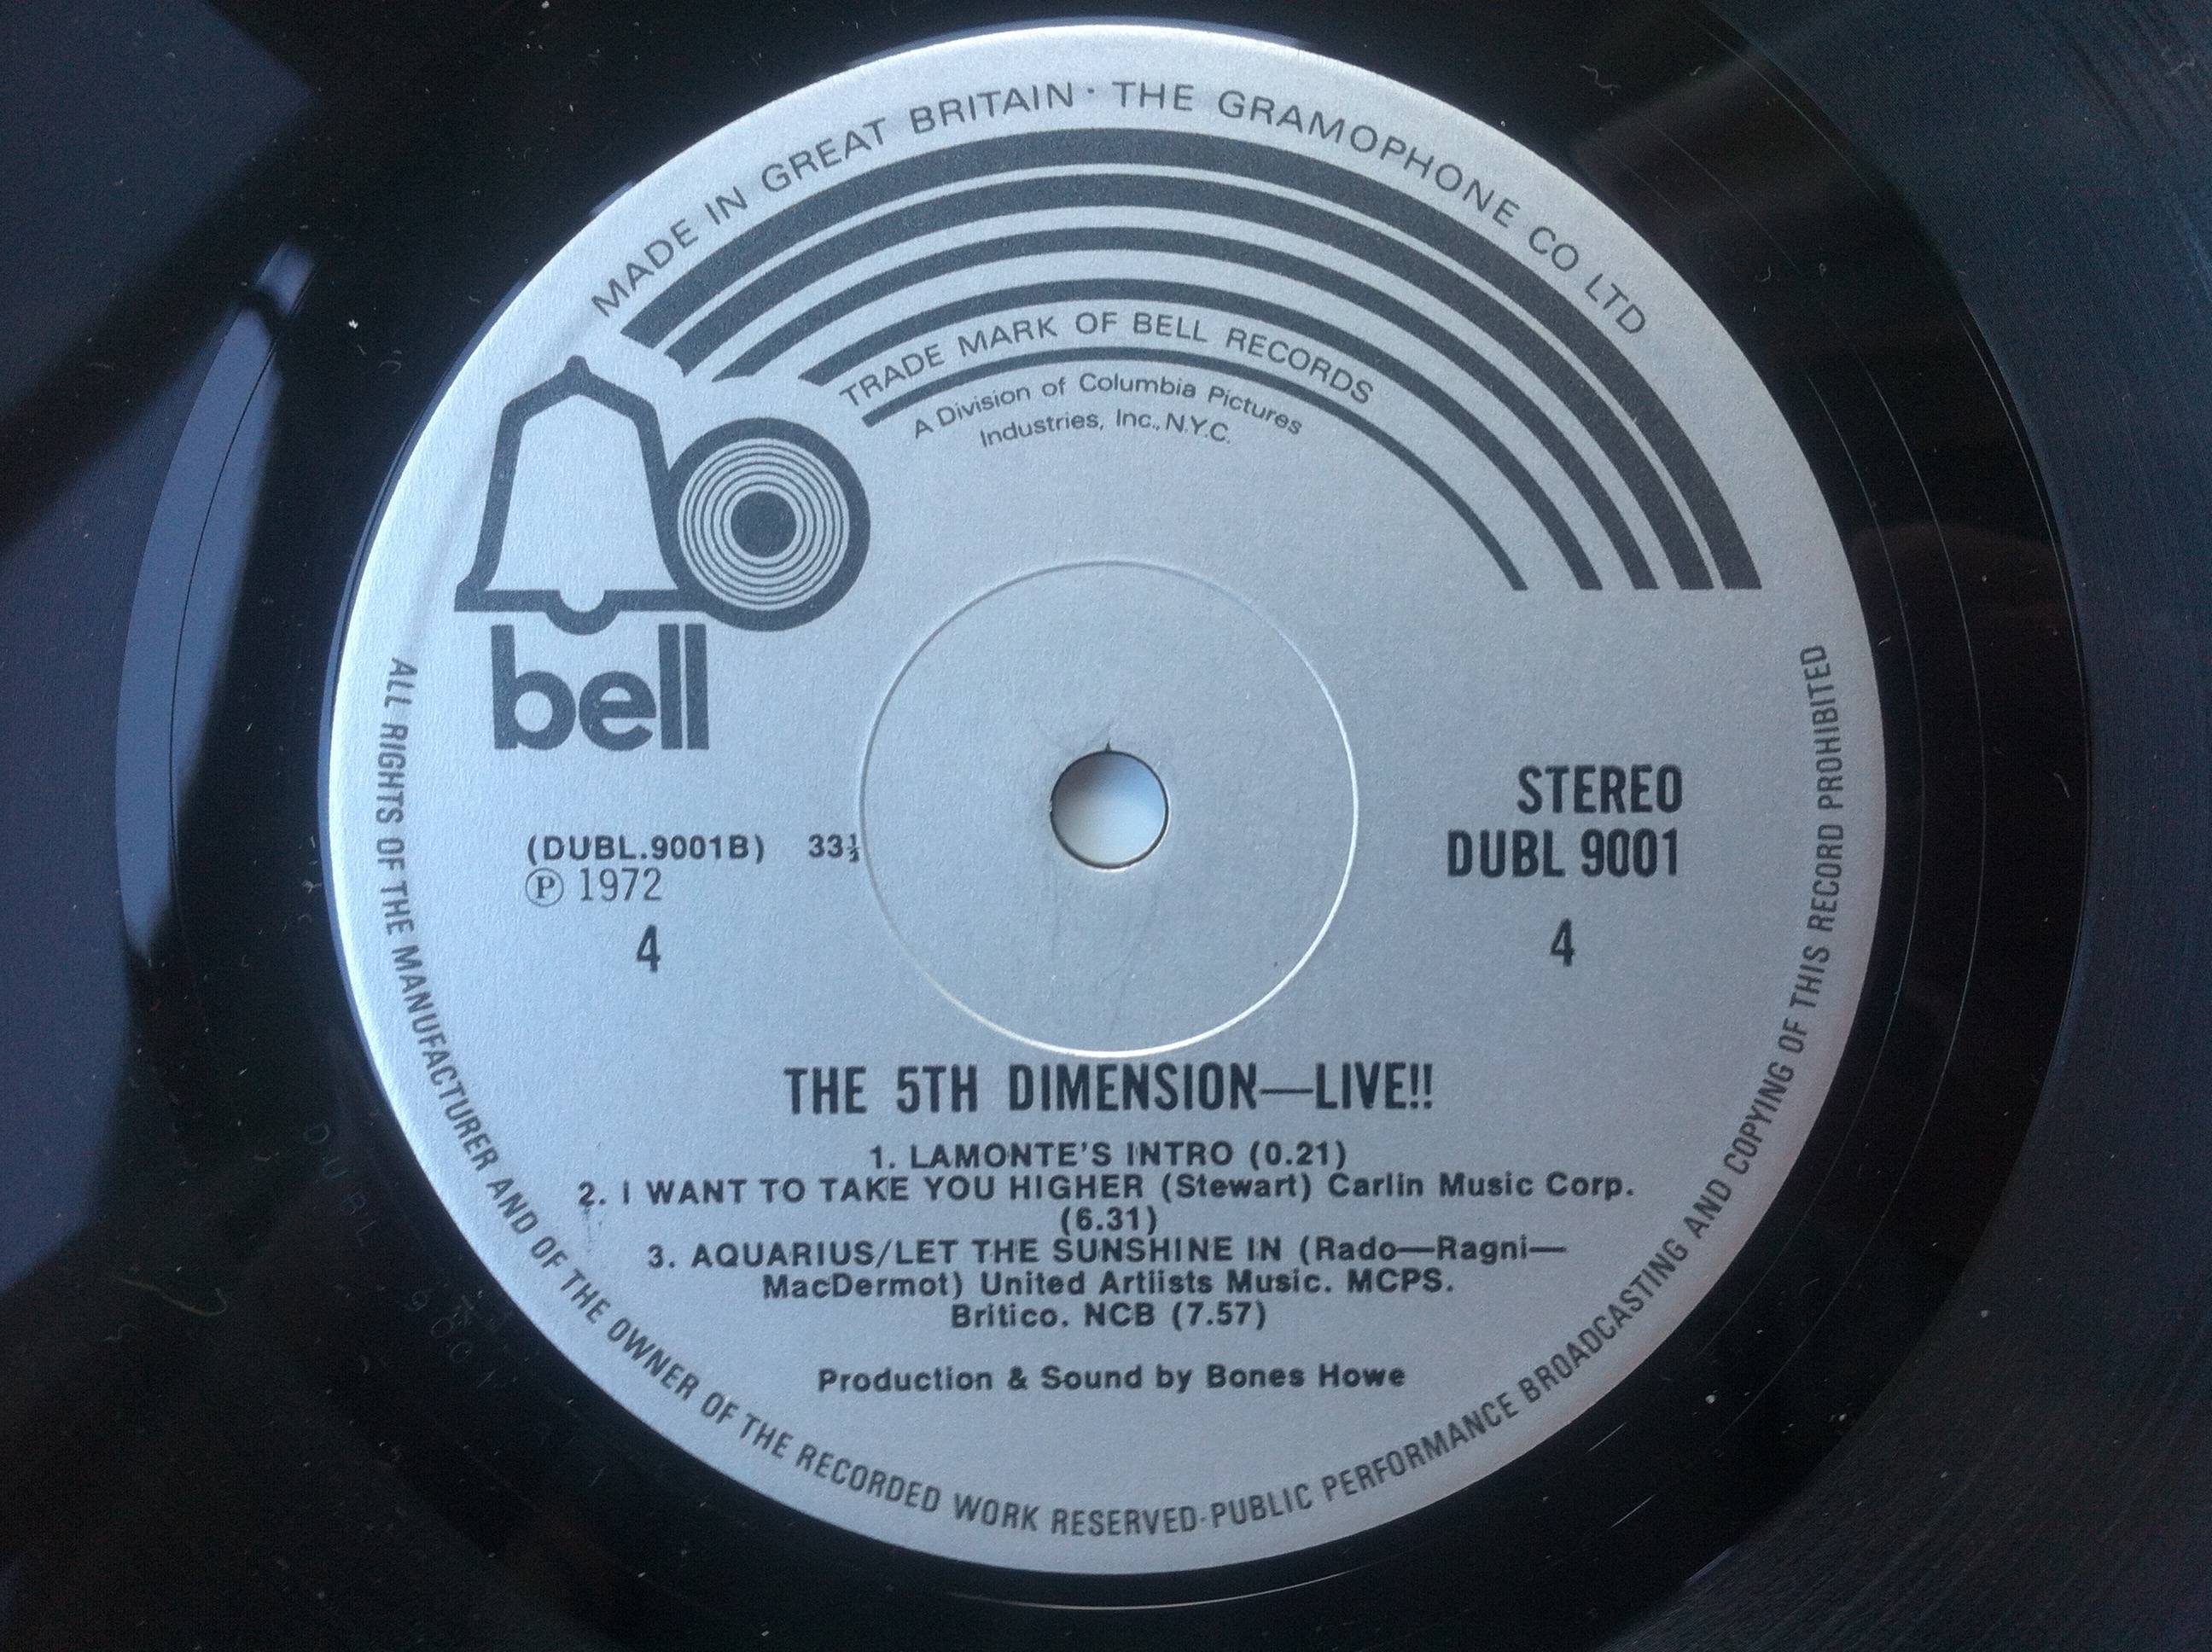 MADE IN GREAT BRITAIN · THE GRAMOPHONE CO LTD
TRADE MARK OF BELL RECORDS
A Division of Columbia Pictures
Industries, Inc., N.Y.C.
bell
STEREO
(DUBL.9001B) 33⅓
DUBL 9001
Ⓟ 1972
4
4
THE 5TH DIMENSION—LIVE!!
1. LAMONTE'S INTRO (0.21)
2. I WANT TO TAKE YOU HIGHER (Stewart) Carlin Music Corp.
(6.31)
3. AQUARIUS/LET THE SUNSHINE IN (Rado—Ragni—
MacDermot) United Artiists Music. MCPS.
Britico. NCB (7.57)
Production & Sound by Bones Howe
ALL RIGHTS OF THE MANUFACTURER AND OF THE OWNER OF THE RECORDED WORK RESERVED·PUBLIC PERFORMANCE BROADCASTING AND COPYING OF THIS RECORD PROHIBITED